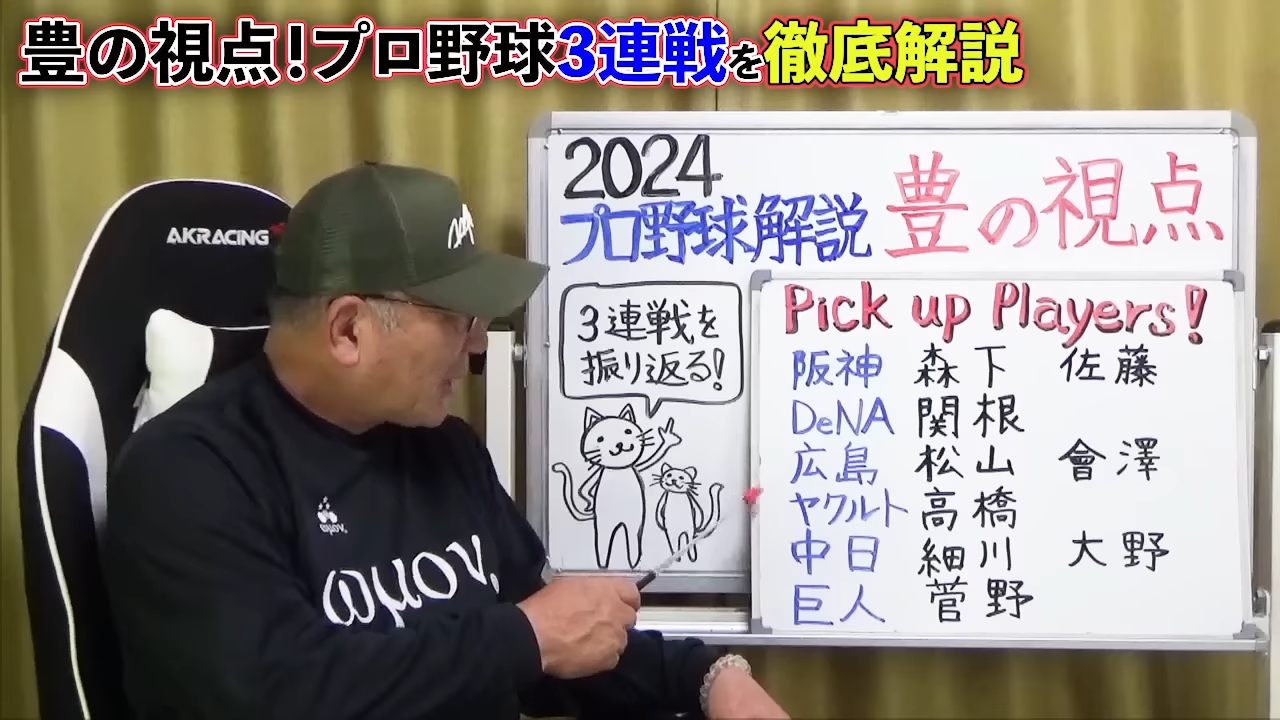 豊の視点!プロ野球3連戦を徹底解説
AKRACING
2024
プロ野球解説 豊の視点
3連戦を
振り返る!
Pick up Players!
阪神 森下 佐藤
DeNA 関根
広島 松山 會澤
ヤクルト 高橋
中日 細川 大野
巨人 菅野
ωμον.
ωμον.